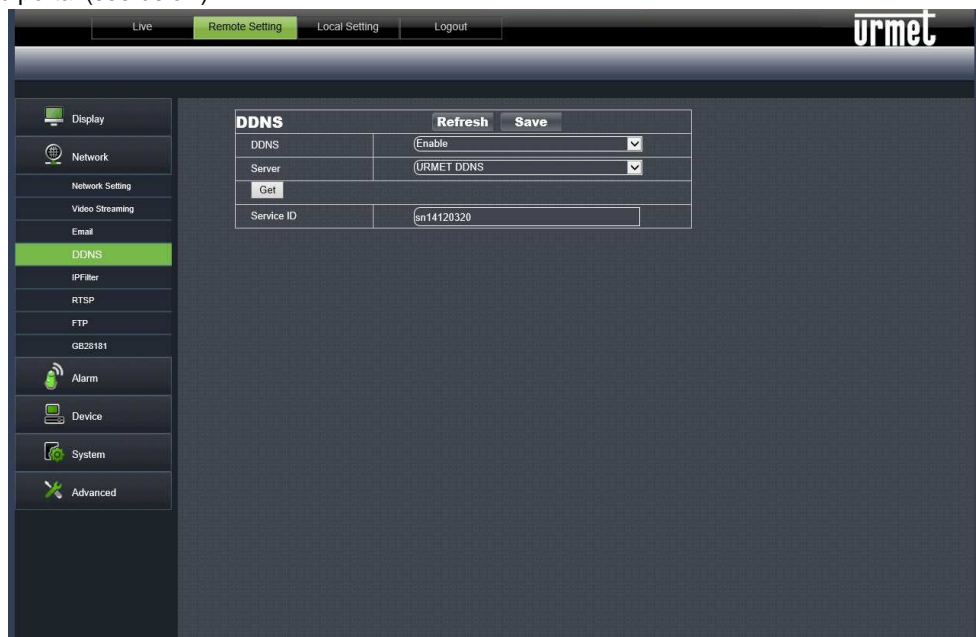 Live Remote Setting Local Setting Logout
urmet
Display
Network
Network Setting
Video Streaming
Email
DDNS
IPFilter
RTSP
FTP
GB28181
Alarm
Device
System
Advanced
DDNS Refresh Save
DDNS Enable
Server URMET DDNS
Get
Service ID sn14120320